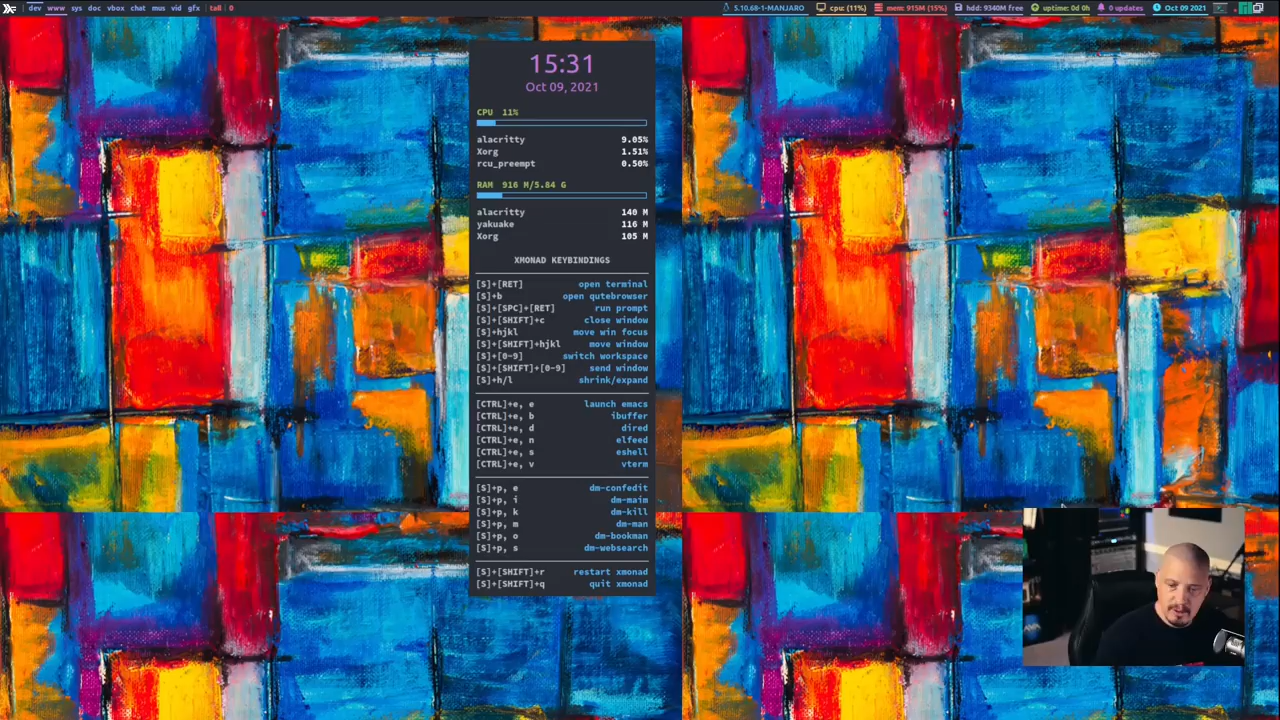 dev www sys doc vbox chat mus vid gfx tall 0
5.10.68-1-MANJARO cpu: (11%) mem: 915M (15%) hdd: 9340M free uptime: 0d 0h 0 updates Oct 09 2021
15:31
Oct 09, 2021
CPU 11%
alacritty 9.05%
Xorg 1.51%
rcu_preempt 0.50%
RAM 916 M/5.84 G
alacritty 140 M
yakuake 116 M
Xorg 105 M
XMONAD KEYBINDINGS
[S]+[RET] open terminal
[S]+b open qutebrowser
[S]+[SPC]+[RET] run prompt
[S]+[SHIFT]+c close window
[S]+hjkl move win focus
[S]+[SHIFT]+hjkl move window
[S]+[0-9] switch workspace
[S]+[SHIFT]+[0-9] send window
[S]+h/l shrink/expand
[CTRL]+e, e launch emacs
[CTRL]+e, b ibuffer
[CTRL]+e, d dired
[CTRL]+e, n elfeed
[CTRL]+e, s eshell
[CTRL]+e, v vterm
[S]+p, e dm-confedit
[S]+p, i dm-maim
[S]+p, k dm-kill
[S]+p, m dm-man
[S]+p, o dm-bookman
[S]+p, s dm-websearch
[S]+[SHIFT]+r restart xmonad
[S]+[SHIFT]+q quit xmonad